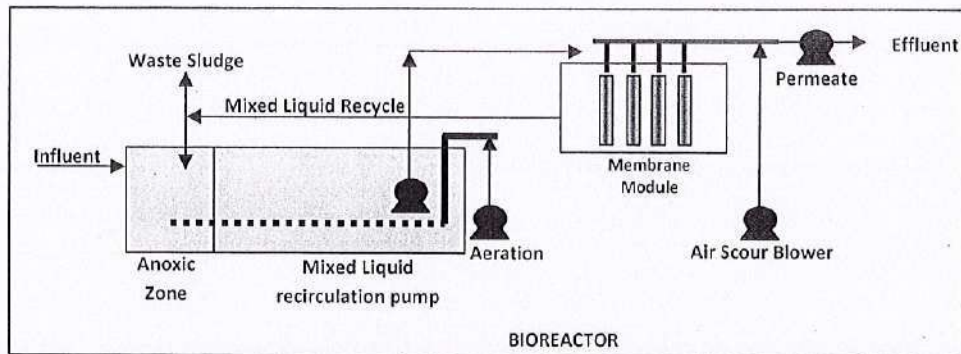 Effluent
Waste Sludge
Permeate
Mixed Liquid Recycle
Influent
Membrane
Module
Aeration
Air Scour Blower
Anoxic
Zone
Mixed Liquid
recirculation pump
BIOREACTOR